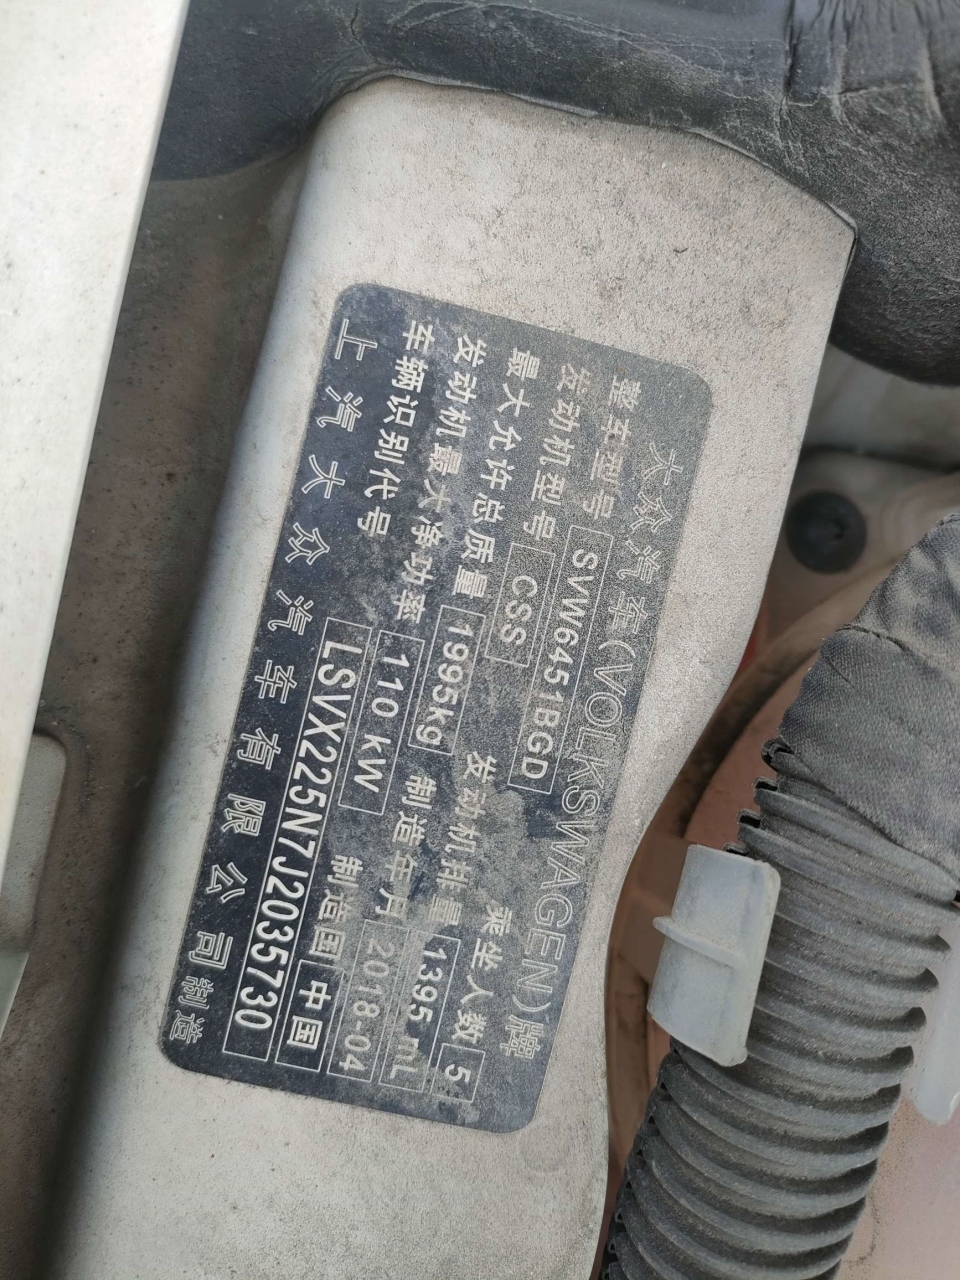 大众汽车(VOLKSWAGEN)牌
整车型号 SVW6451BGD 乘坐人数 5
发动机型号 CSS 发动机排量 1395 mL
最大允许总质量 1995kg 制造年月 2018-04
发动机最大净功率 110 kW 制造国 中国
车辆识别代号 LSVX225N7J2035730
上汽大众汽车有限公司制造